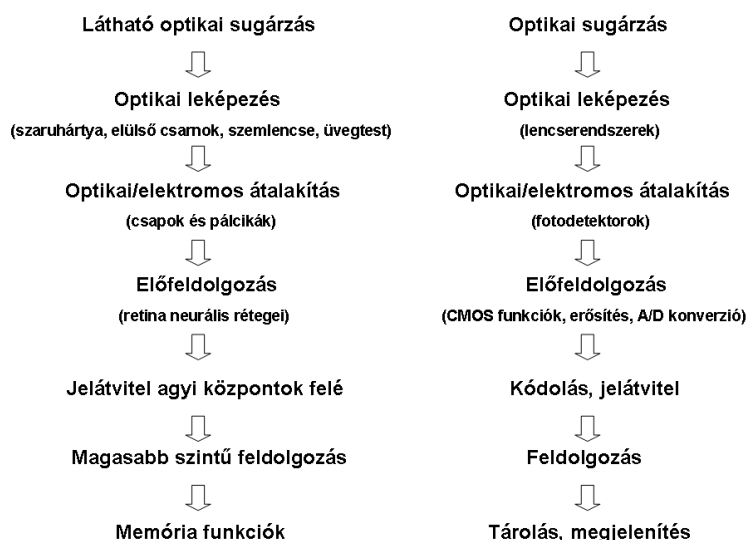 Látható optikai sugárzás
Optikai leképezés
(szaruhártya, elülső csarnok, szemlencse, üvegtest)
Optikai/elektromos átalakítás
(csapok és pálcikák)
Előfeldolgozás
(retina neurális rétegei)
Jelátvitel agyi központok felé
Magasabb szintű feldolgozás
Memória funkciók
Optikai sugárzás
Optikai leképezés
(lencserendszerek)
Optikai/elektromos átalakítás
(fotodetektorok)
Előfeldolgozás
(CMOS funkciók, erősítés, A/D konverzió)
Kódolás, jelátvitel
Feldolgozás
Tárolás, megjelenítés